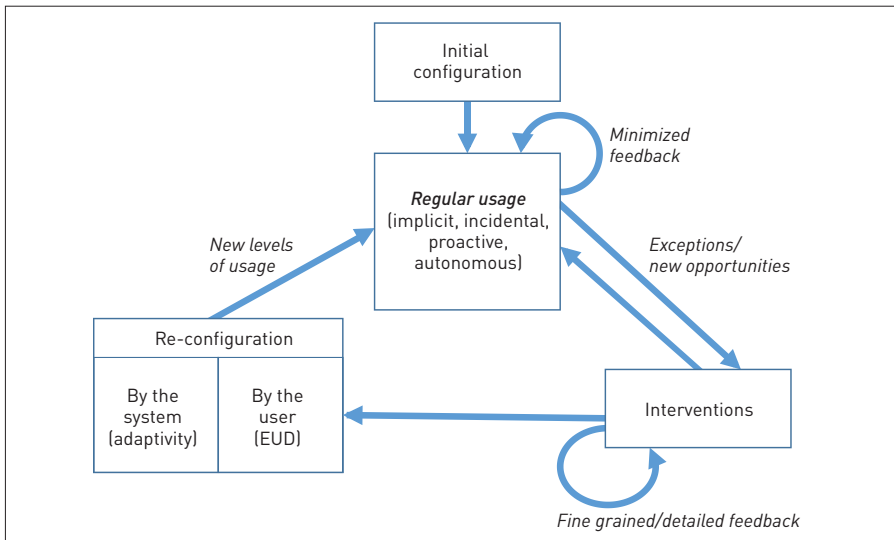 Initial
configuration
Minimized
feedback
Regular usage
(implicit, incidental,
proactive,
autonomous)
New levels
of usage
Exceptions/
new opportunities
Re-configuration
By the
system
(adaptivity)
By the
user
(EUD)
Interventions
Fine grained/detailed feedback